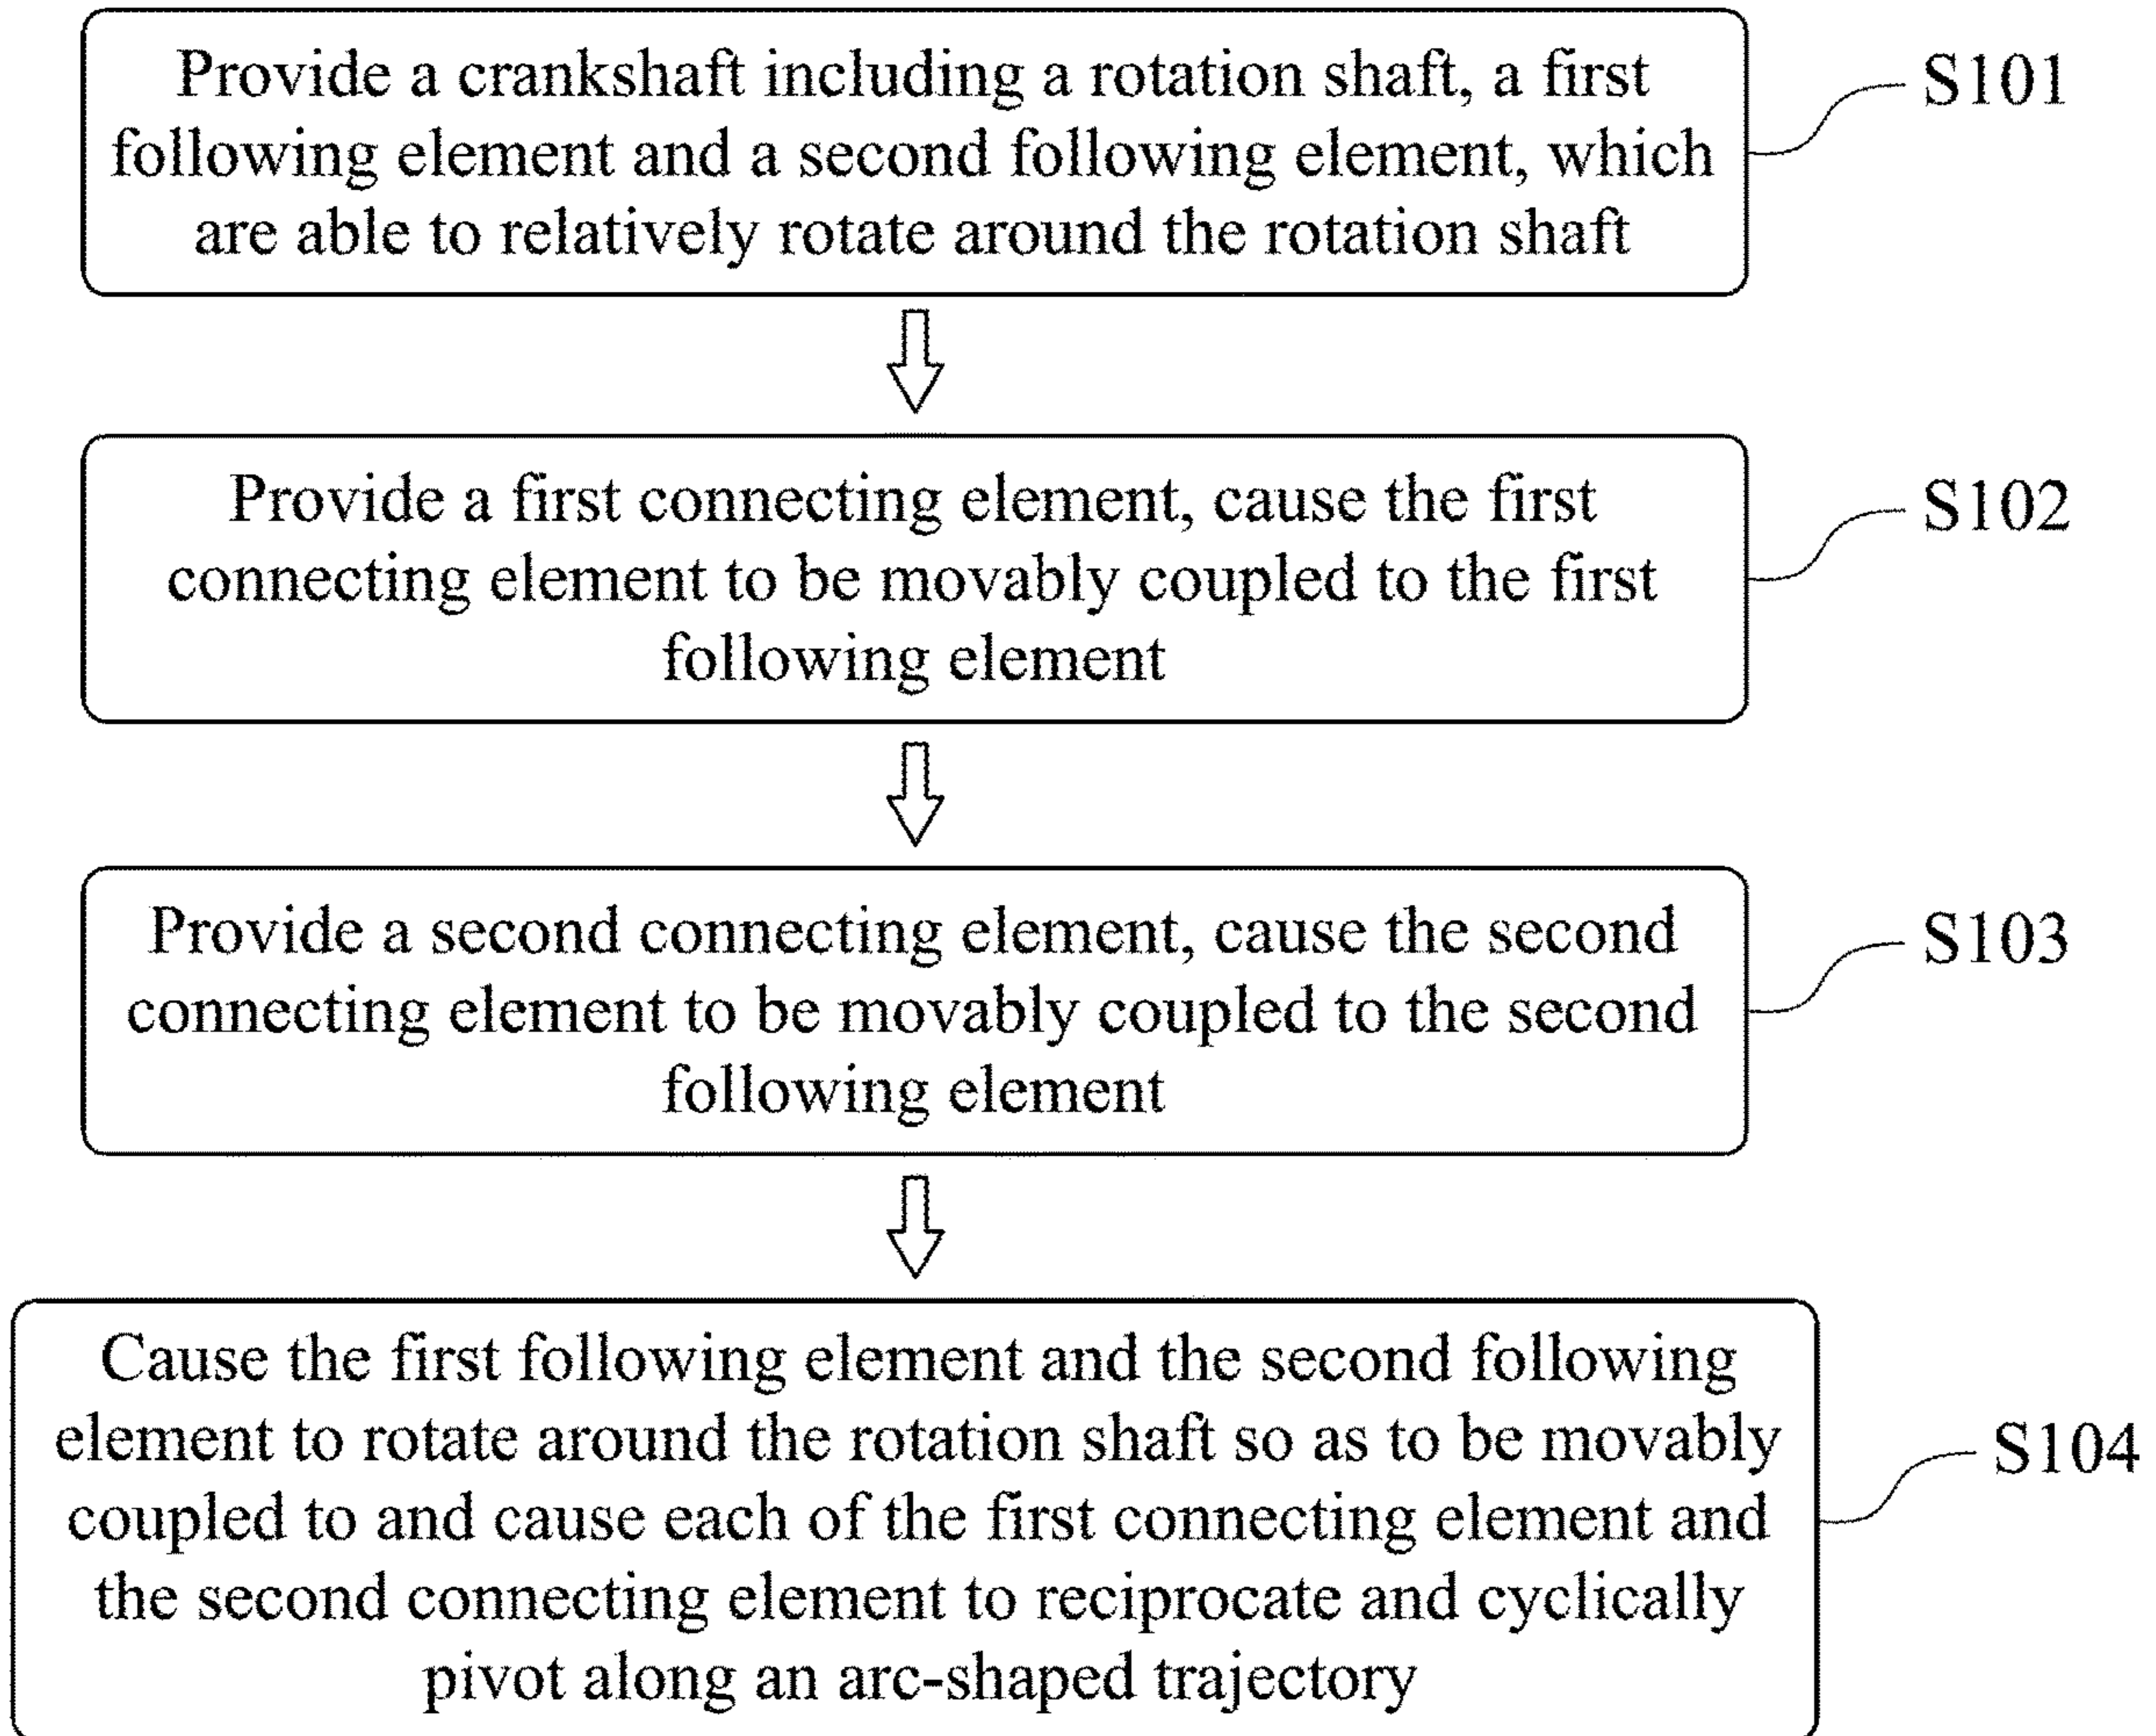 Provide a crankshaft including a rotation shaft, a first
following element and a second following element, which
are able to relatively rotate around the rotation shaft
S101
Provide a first connecting element, cause the first
connecting element to be movably coupled to the first
following element
S102
Provide a second connecting element, cause the second
connecting element to be movably coupled to the second
following element
S103
Cause the first following element and the second following
element to rotate around the rotation shaft so as to be movably
coupled to and cause each of the first connecting element and
the second connecting element to reciprocate and cyclically
pivot along an arc-shaped trajectory
S104